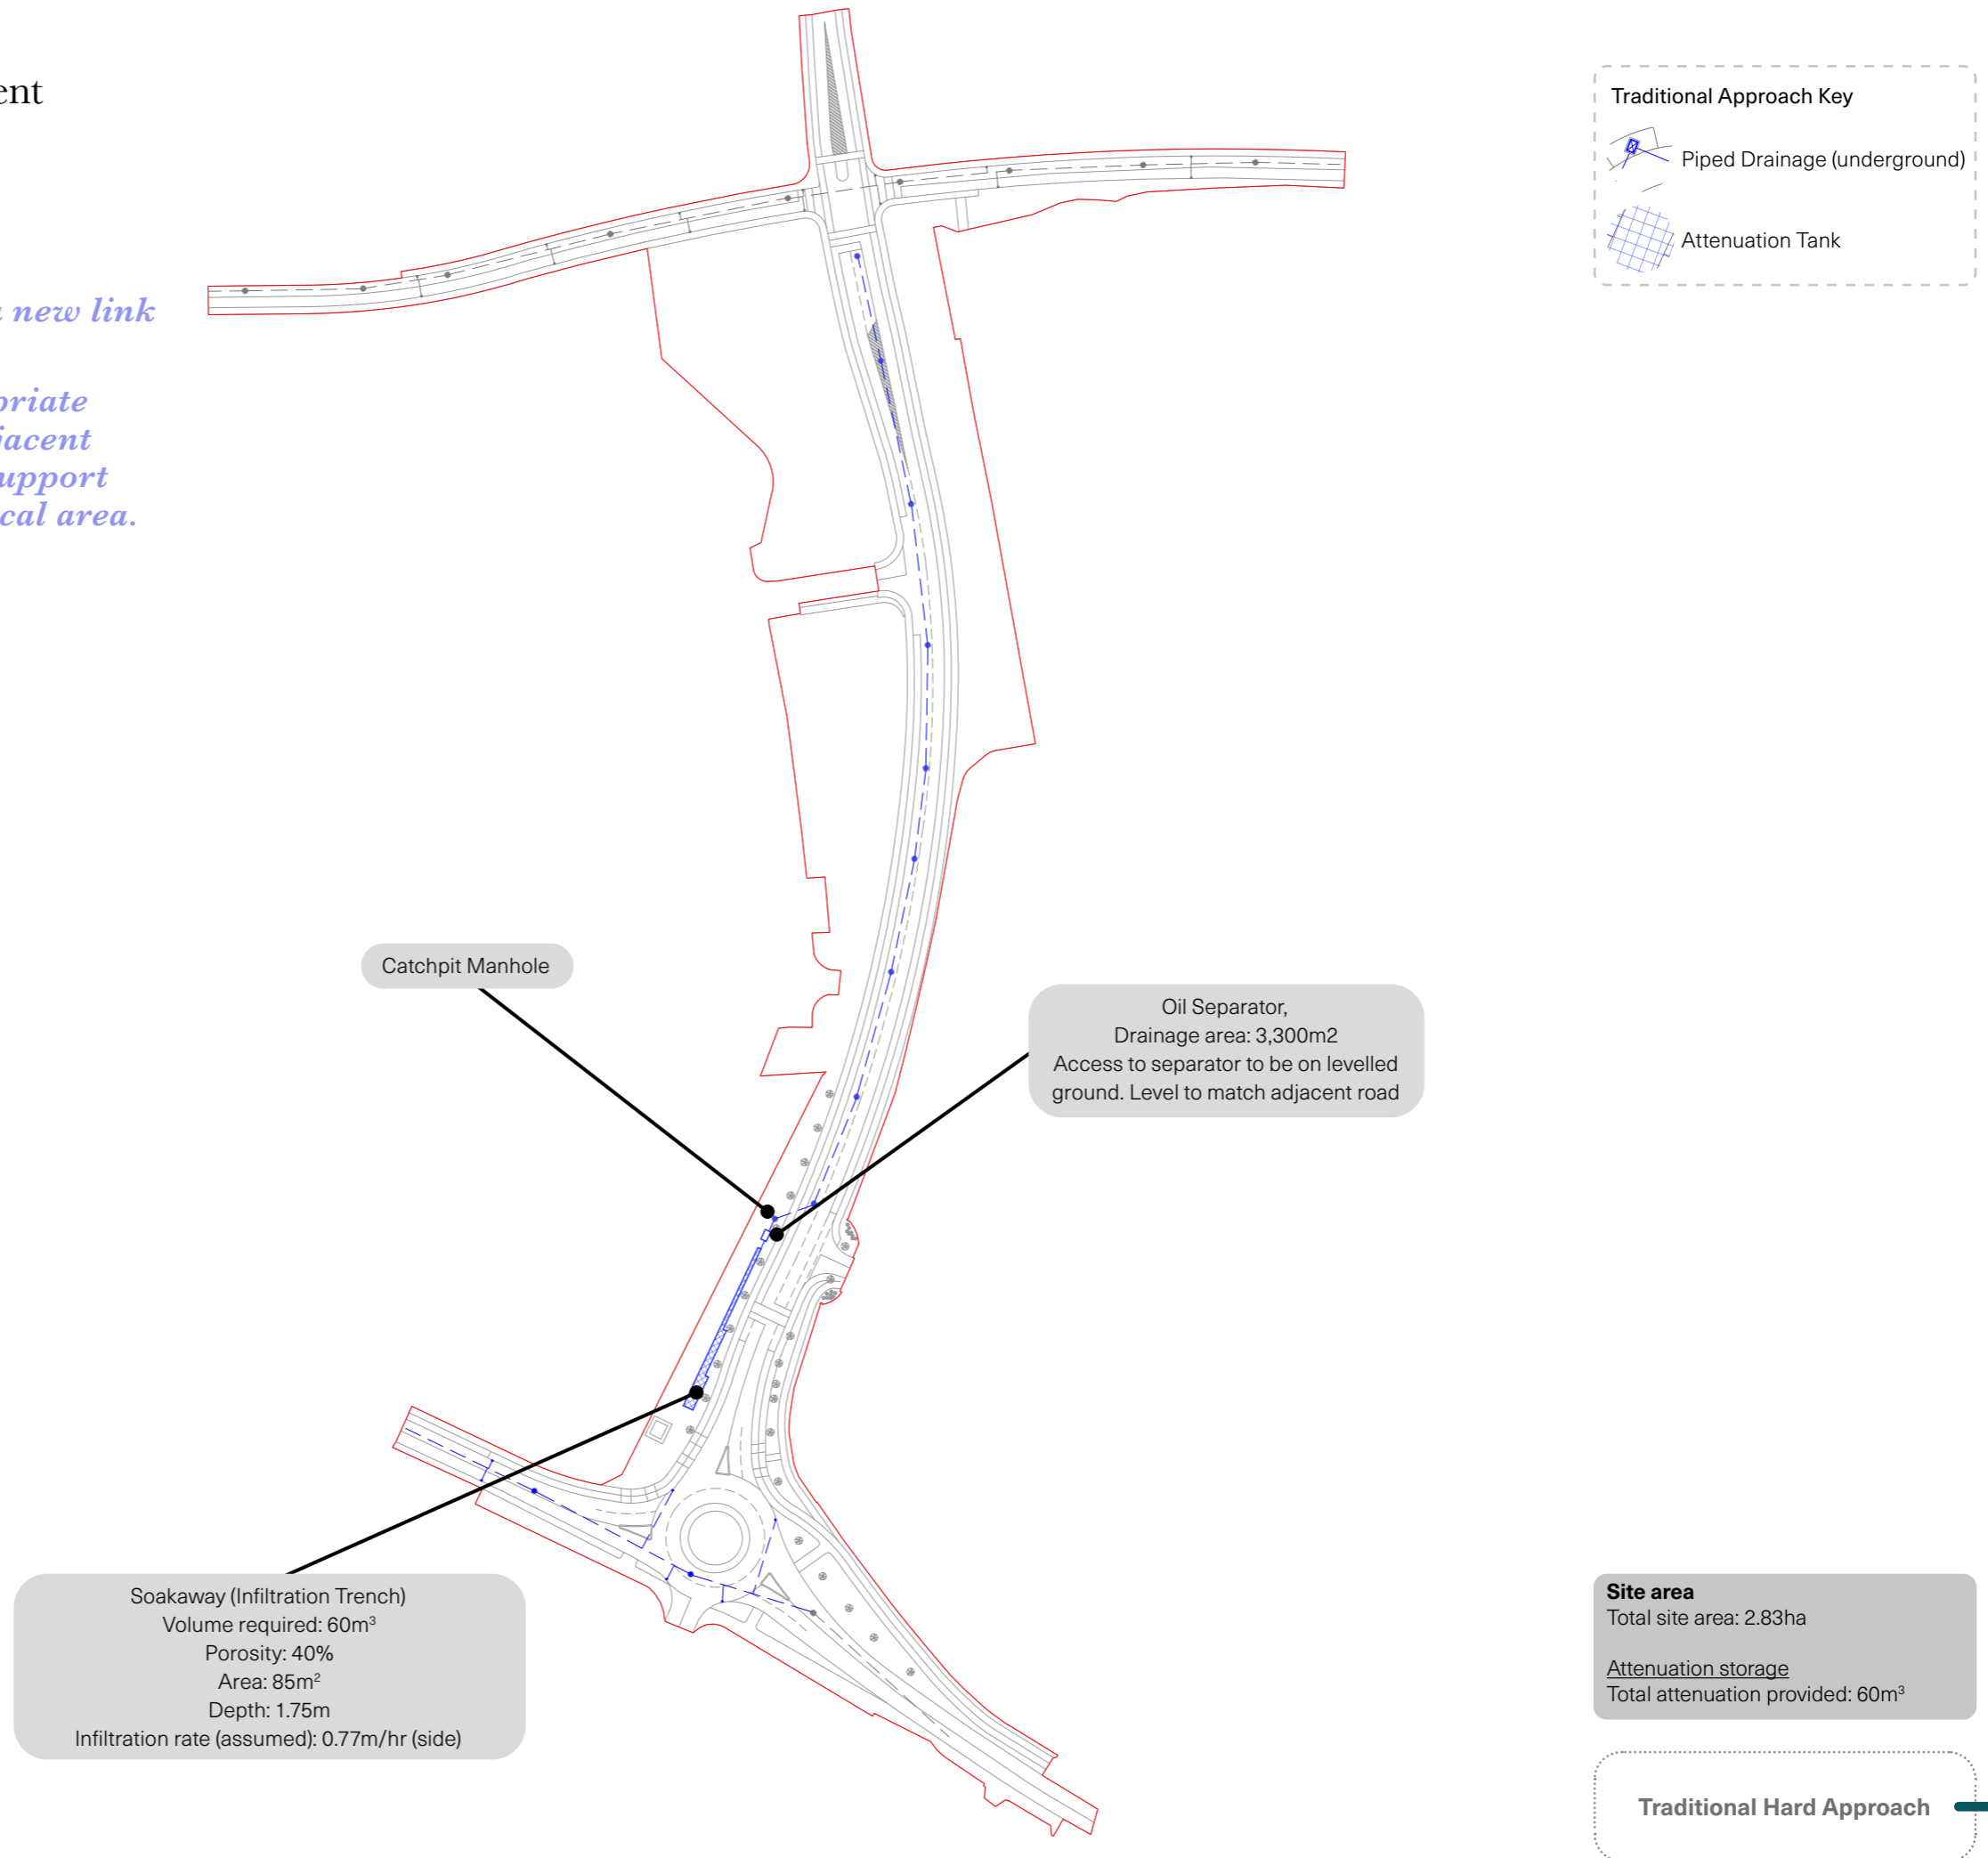 ent
new link
priate
jacent
upport
cal area.
Traditional Approach Key
Piped Drainage (underground)
Attenuation Tank
Catchpit Manhole
Oil Separator,
Drainage area: 3,300m2
Access to separator to be on levelled
ground. Level to match adjacent road
Soakaway (Infiltration Trench)
Volume required: 60m³
Porosity: 40%
Area: 85m²
Depth: 1.75m
Infiltration rate (assumed): 0.77m/hr (side)
Site area
Total site area: 2.83ha
Attenuation storage
Total attenuation provided: 60m³
Traditional Hard Approach